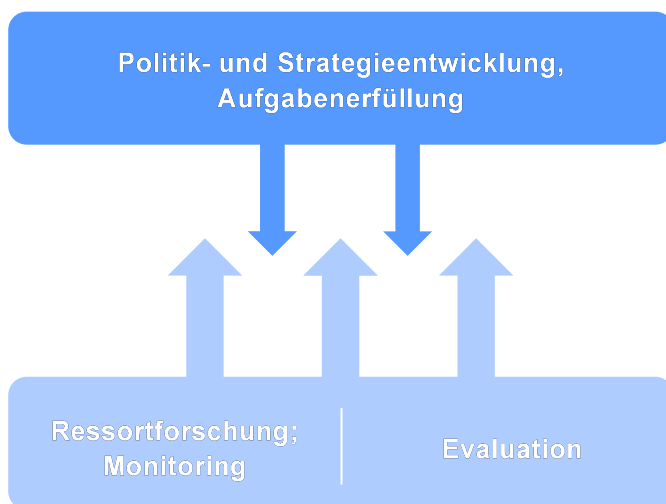 Politik- und Strategieentwicklung,
Aufgabenerfüllung
Ressortforschung;
Monitoring
Evaluation